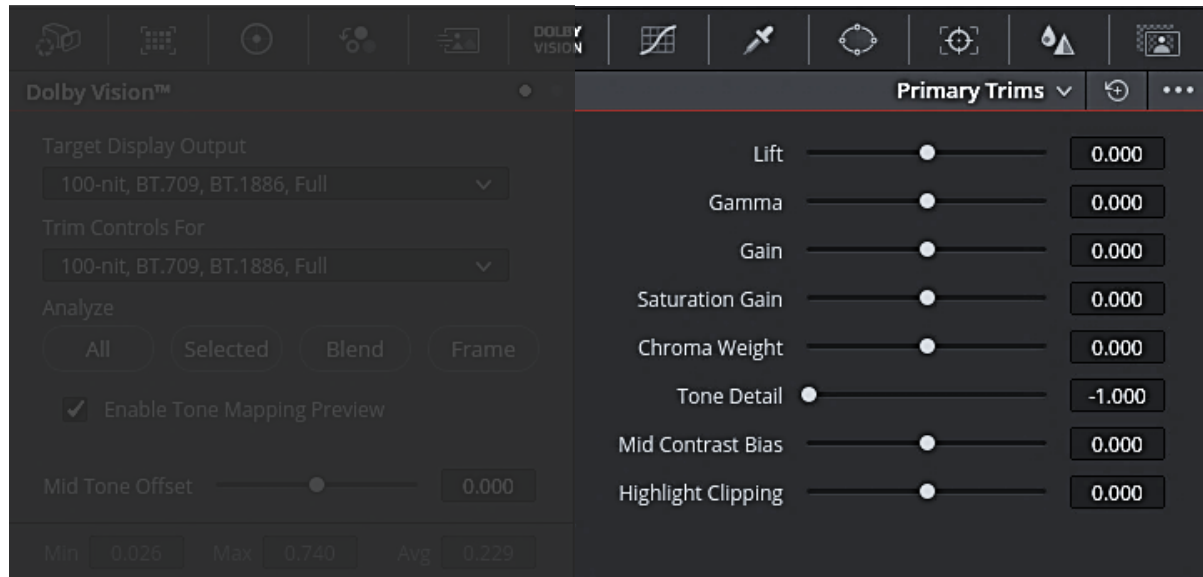 DOLBY
VISION
Dolby Vision™
Target Display Output
100-nit, BT.709, BT.1886, Full
Trim Controls For
100-nit, BT.709, BT.1886, Full
Analyze
All Selected Blend Frame
Enable Tone Mapping Preview
Mid Tone Offset 0.000
Min 0.026 Max 0.740 Avg 0.229
Primary Trims
Lift 0.000
Gamma 0.000
Gain 0.000
Saturation Gain 0.000
Chroma Weight 0.000
Tone Detail -1.000
Mid Contrast Bias 0.000
Highlight Clipping 0.000